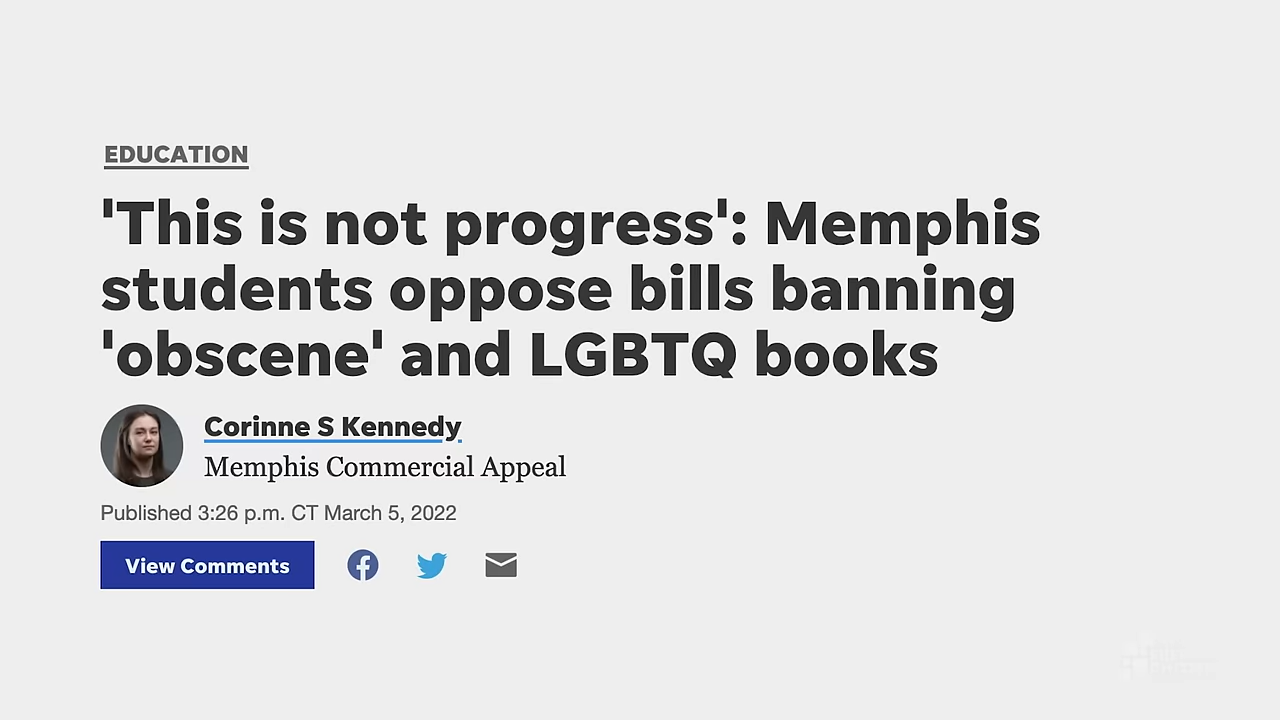 EDUCATION
'This is not progress': Memphis
students oppose bills banning
'obscene' and LGBTQ books
Corinne S Kennedy
Memphis Commercial Appeal
Published 3:26 p.m. CT March 5, 2022
View Comments